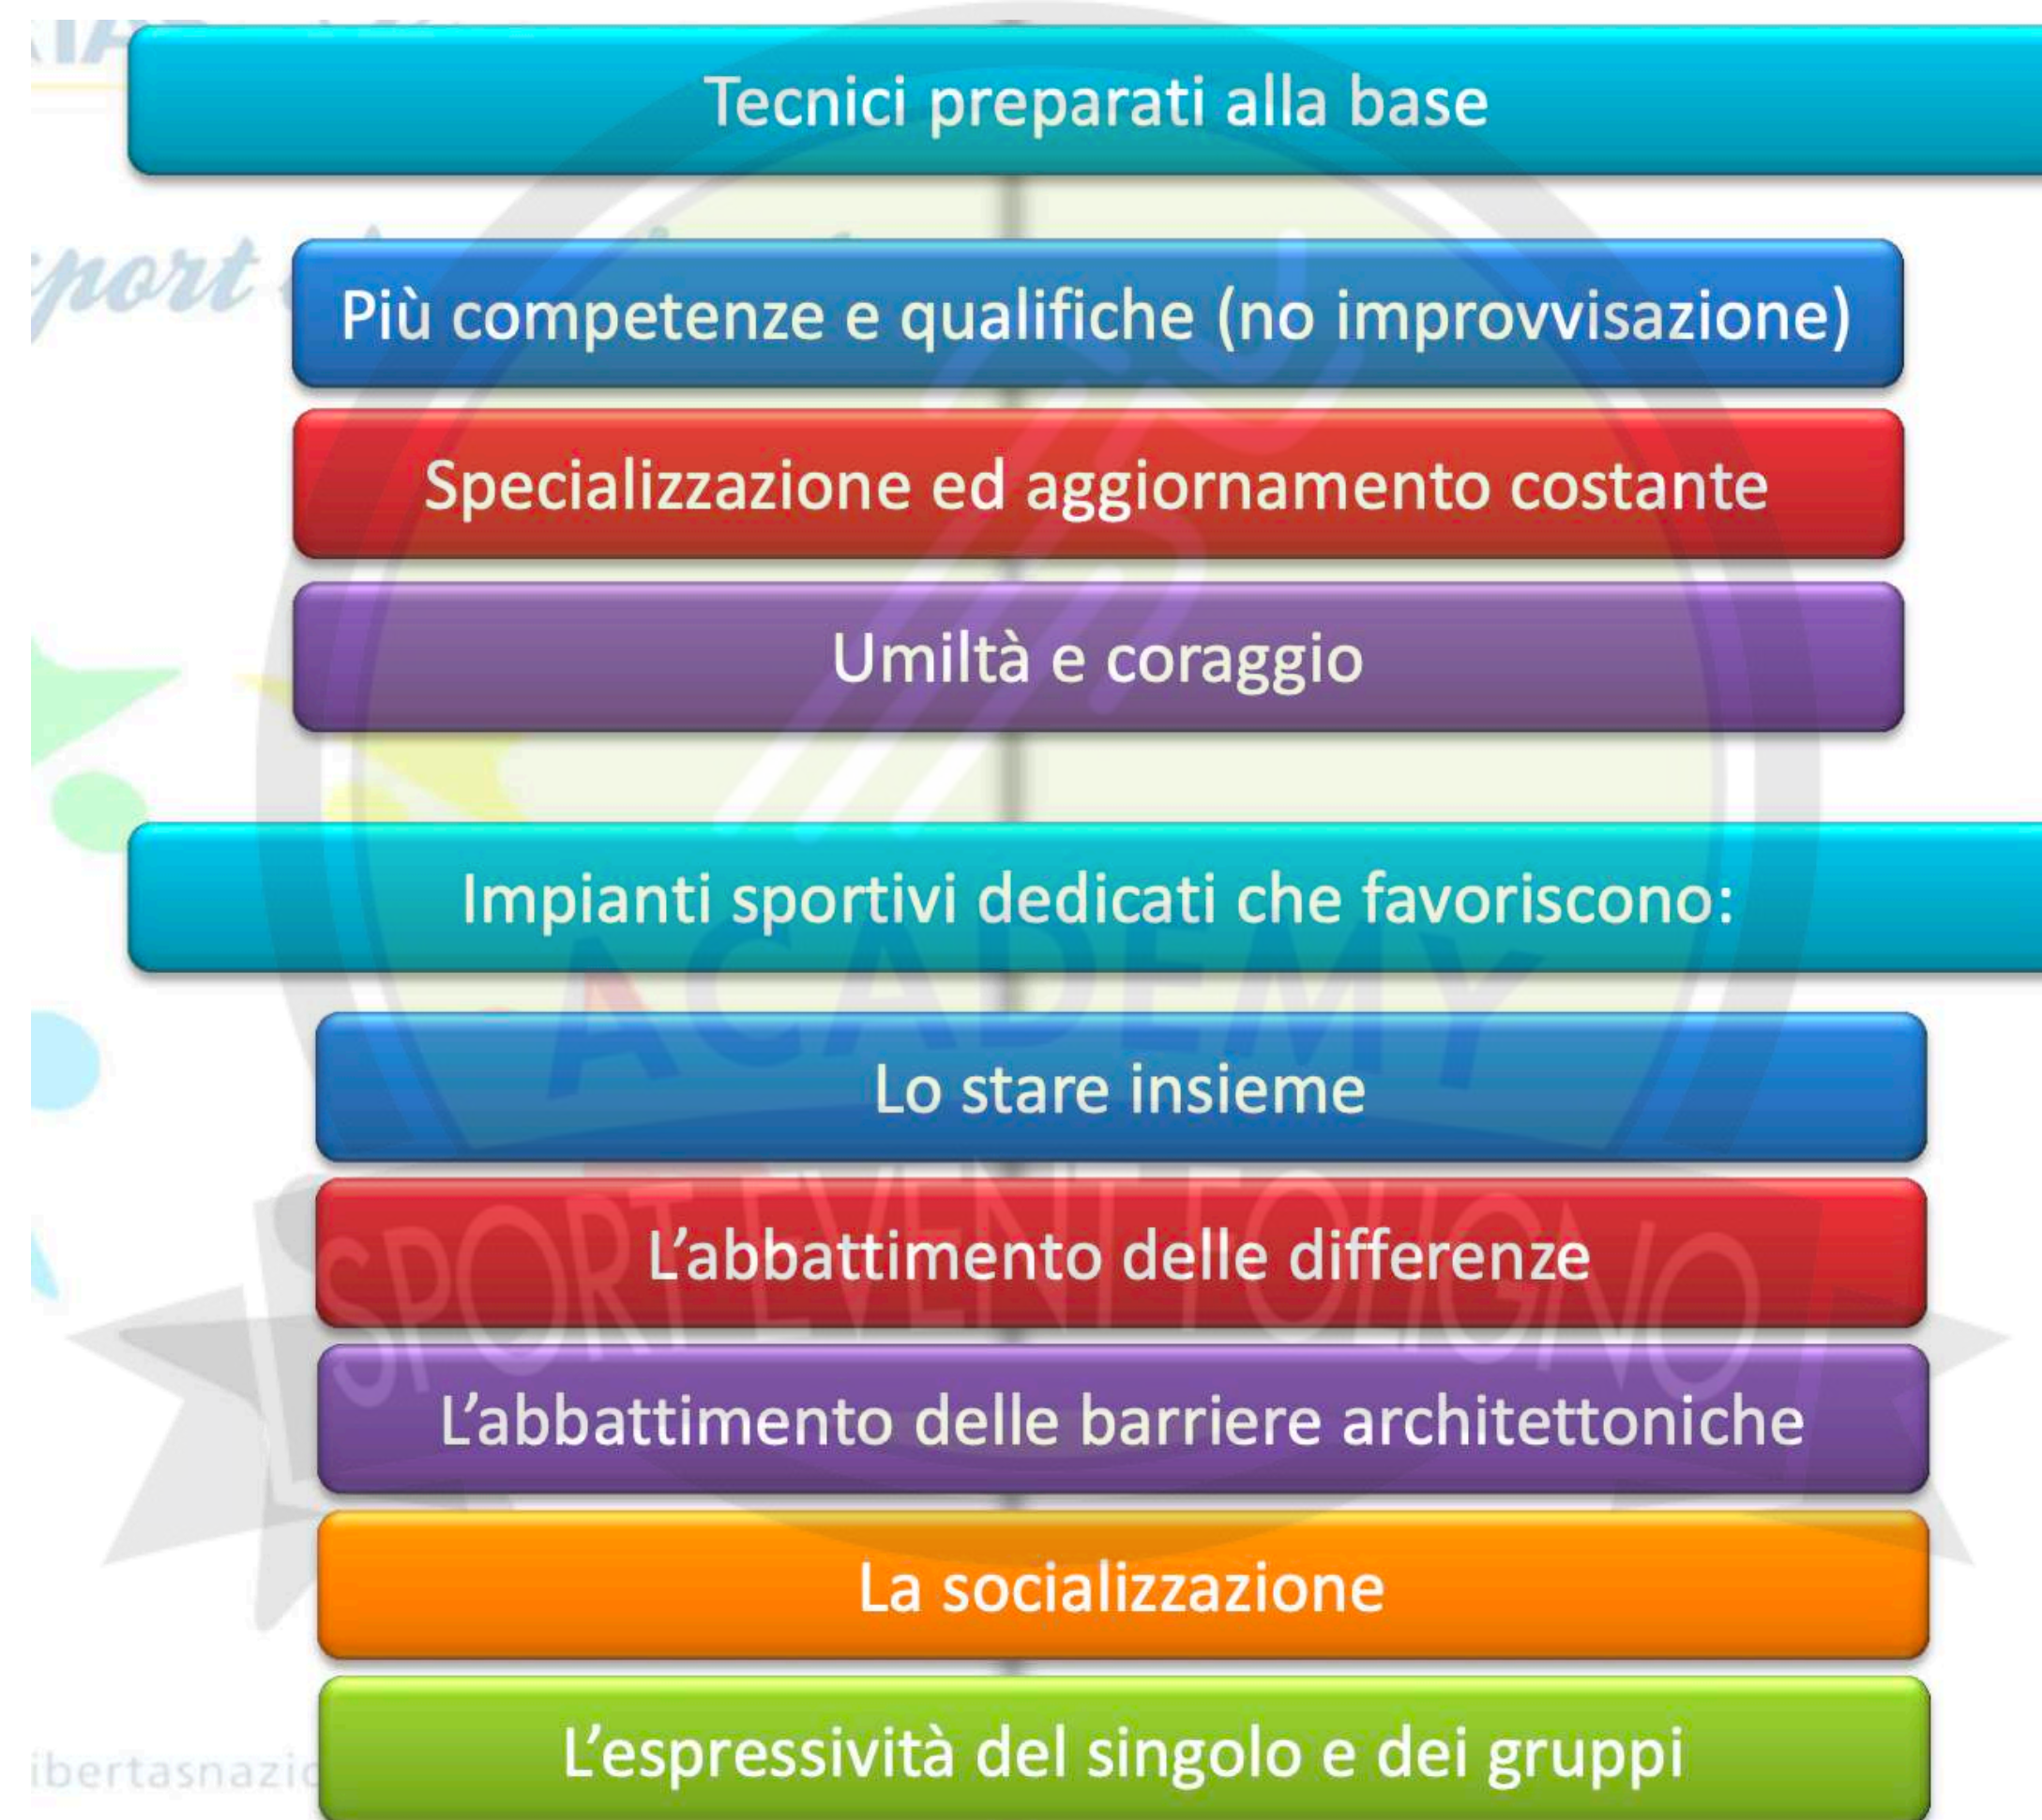 Tecnici preparati alla base
port
Più competenze e qualifiche (no improvvisazione)
Specializzazione ed aggiornamento costante
Umiltà e coraggio
Impianti sportivi dedicati che favoriscono:
ACADEMY
Lo stare insieme
L’abbattimento delle differenze
SPORT EVENT FOLIGNO
L’abbattimento delle barriere architettoniche
La socializzazione
L’espressività del singolo e dei gruppi
ibertasnazio